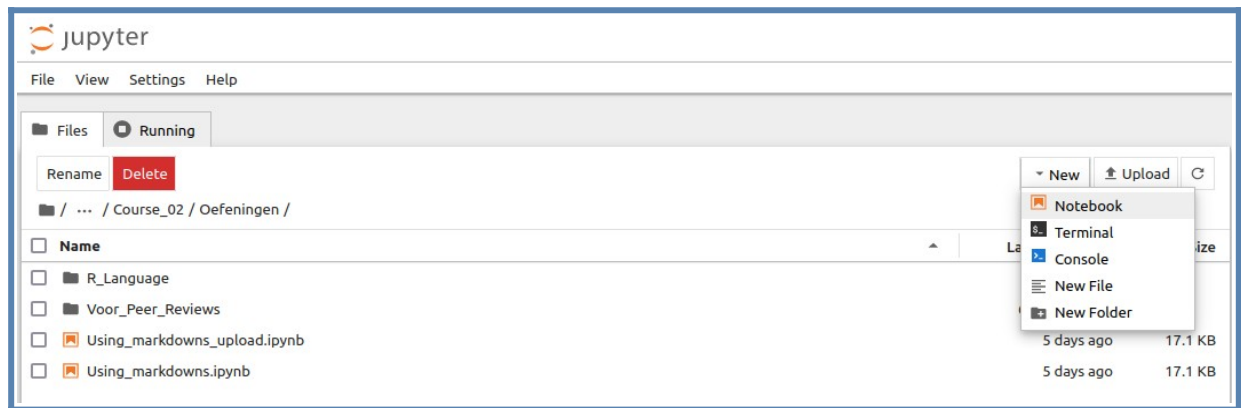 jupyter
File View Settings Help
Files Running
Rename Delete New Upload
/ ··· / Course_02 / Oefeningen /
Notebook
$_ Terminal
Name La ize
Console
R_Language
New File
Voor_Peer_Reviews
New Folder
Using_markdowns_upload.ipynb 5 days ago 17.1 KB
Using_markdowns.ipynb 5 days ago 17.1 KB